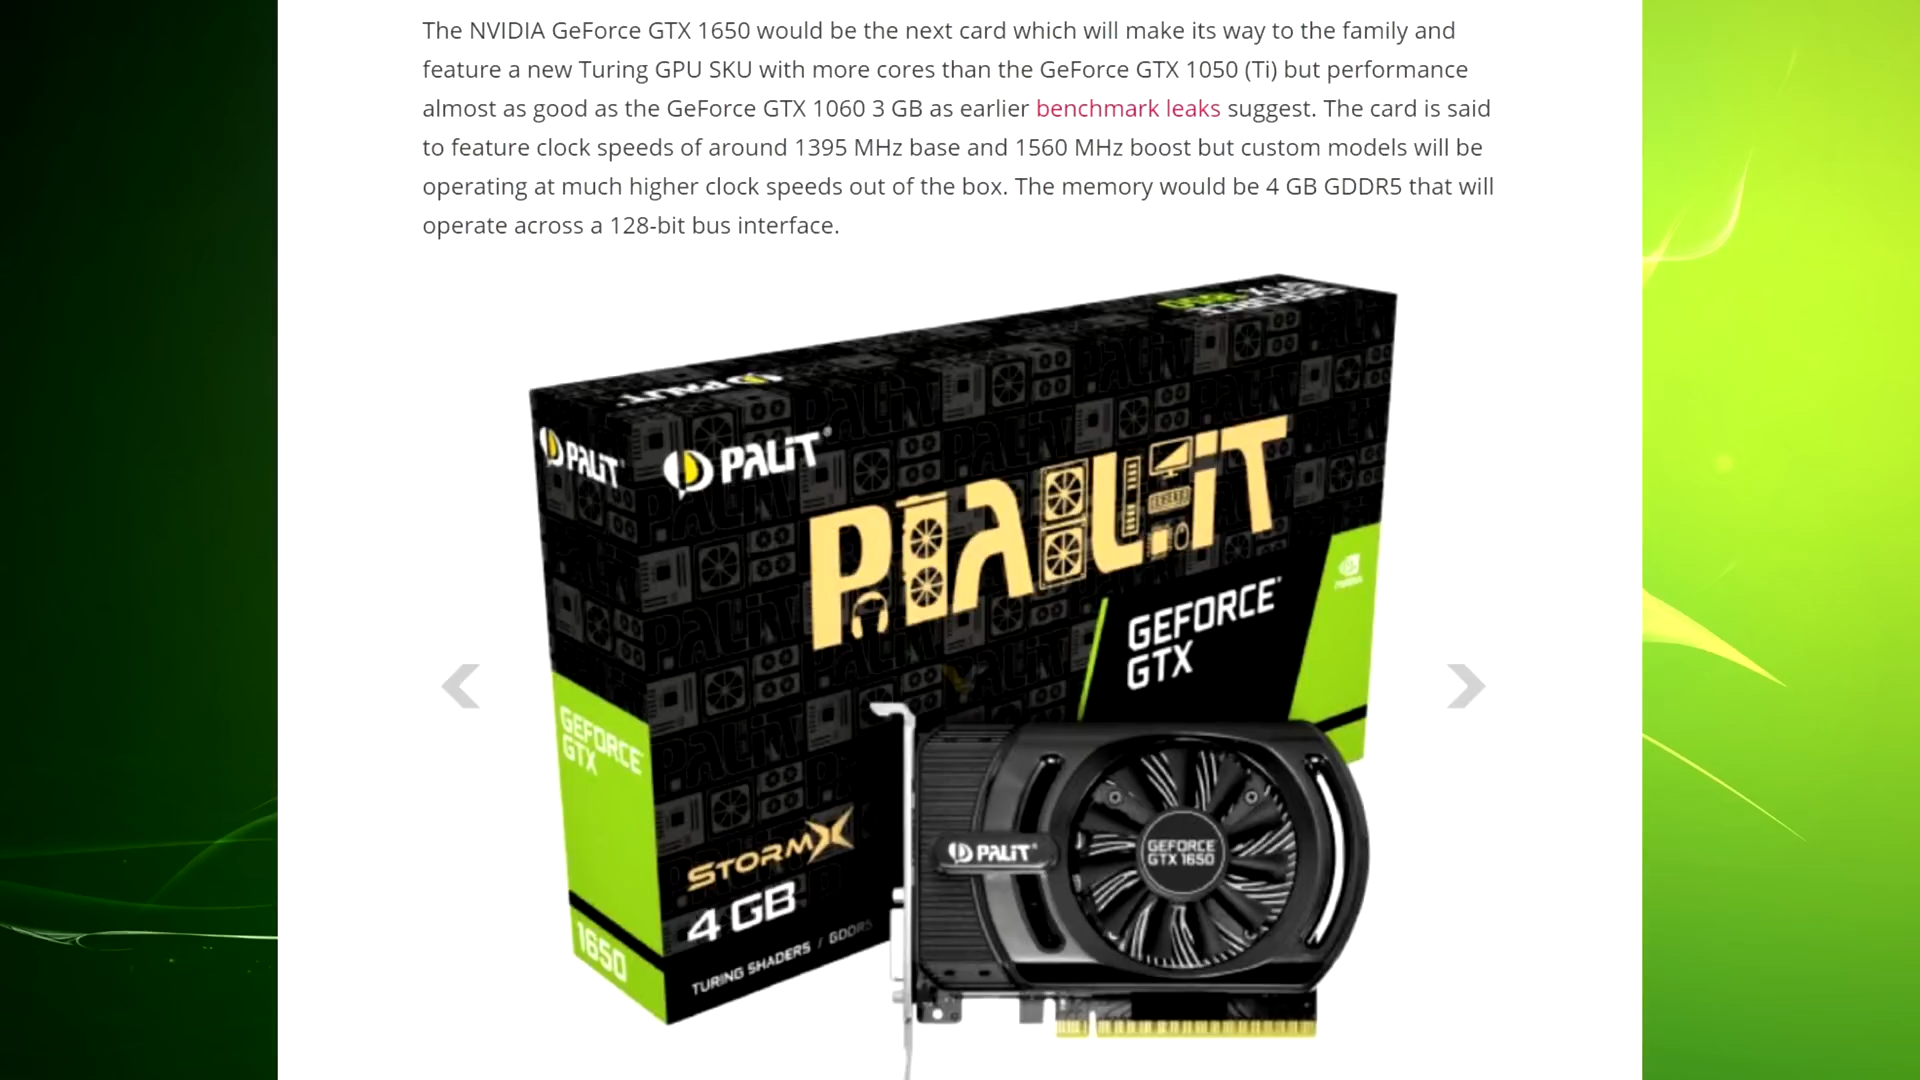 The NVIDIA GeForce GTX 1650 would be the next card which will make its way to the family and
feature a new Turing GPU SKU with more cores than the GeForce GTX 1050 (Ti) but performance
almost as good as the GeForce GTX 1060 3 GB as earlier benchmark leaks suggest. The card is said
to feature clock speeds of around 1395 MHz base and 1560 MHz boost but custom models will be
operating at much higher clock speeds out of the box. The memory would be 4 GB GDDR5 that will
operate across a 128-bit bus interface.
GEFORCE
GTX 1650
PALiT
PALiT
PALiT
PALiT
GEFORCE
GTX
NVIDIA
GEFORCE
GTX
1650
STORMX
4 GB
TURING SHADERS / GDDR5
PALiT
GEFORCE
GTX 1650